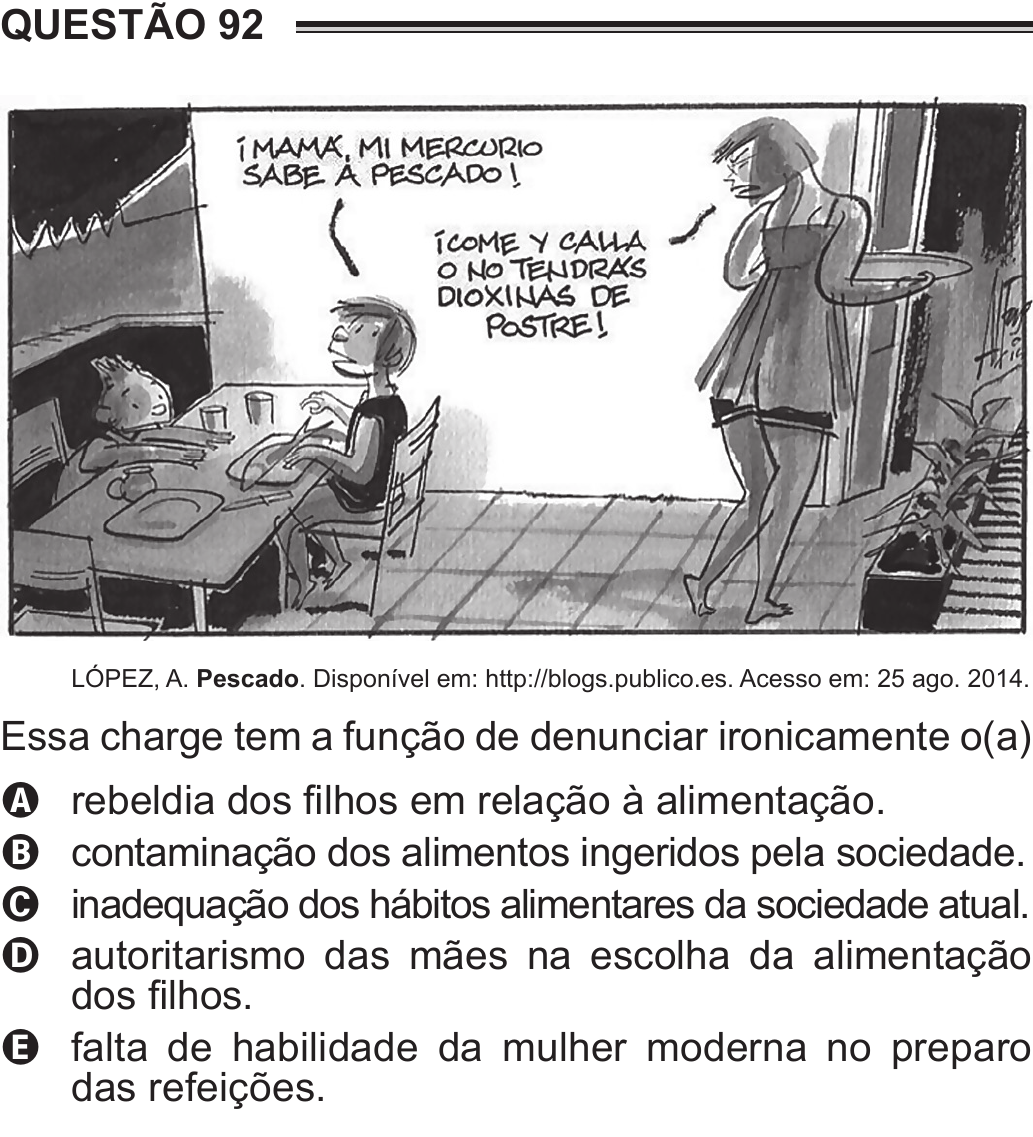 QUESTÃO 92
¡MAMÁ, MI MERCURIO
SABE A PESCADO!
¡COME Y CALLA
O NO TENDRÁS
DIOXINAS DE
POSTRE!
LÓPEZ, A. Pescado. Disponível em: http://blogs.publico.es. Acesso em: 25 ago. 2014.
Essa charge tem a função de denunciar ironicamente o(a)
A rebeldia dos filhos em relação à alimentação.
B contaminação dos alimentos ingeridos pela sociedade.
C inadequação dos hábitos alimentares da sociedade atual.
D autoritarismo das mães na escolha da alimentação
dos filhos.
E falta de habilidade da mulher moderna no preparo
das refeições.